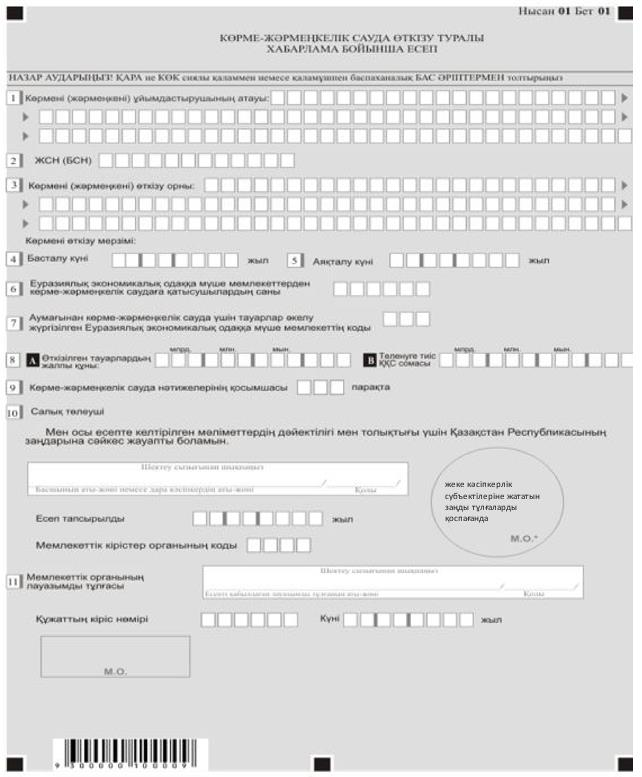 Нысан 01 Бет 01
КӨРМЕ-ЖӘРМЕҢКЕЛІК САУДА ӨТКІЗУ ТУРАЛЫ
ХАБАРЛАМА БОЙЫНША ЕСЕП
НАЗАР АУДАРЫҢЫЗ! ҚАРА не КӨК сиялы қаламмен немесе қаламұшпен баспаханалық БАС ӘРІПТЕРМЕН толтырыңыз
1 Көрмені (жәрмеңкені) ұйымдастырушының атауы:
2 ЖСН (БСН)
3 Көрмені (жәрмеңкені) өткізу орны:
Көрмені өткізу мерзімі:
4 Басталу күні жыл 5 Аяқталу күні жыл
6 Еуразиялық экономикалық одаққа мүше мемлекеттерден
көрме-жәрмеңкелік саудаға қатысушылардың саны
7 Аумағынан көрме-жәрмеңкелік сауда үшін тауарлар әкелу
жүргізілген Еуразиялық экономикалық одаққа мүше мемлекеттің коды
млрд. млн. мың. млрд. млн. мың.
8 A Өткізілген тауарлардың жалпы құны: B Төленуге тиіс ҚҚС сомасы
9 Көрме-жәрмеңкелік сауда нәтижелерінің қосымшасы парақта
10 Салық төлеуші
Мен осы есепте келтірілген мәліметтердің дәйектілігі мен толықтығы үшін Қазақстан Республикасының
заңдарына сәйкес жауапты боламын.
Шектеу сызығынан шықпаңыз
Басшының аты-жөні немесе дара кәсіпкердің аты-жөні Қолы
жеке кәсіпкерлік
субъектілеріне жататын
заңды тұлғаларды
қоспағанда
М.О.*
Есеп тапсырылды жыл
Мемлекеттік кірістер органының коды
11 Мемлекеттік органының
лауазымды тұлғасы
Шектеу сызығынан шықпаңыз
Есепті қабылдаған лауазымды тұлғаның аты-жөні Қолы
Құжаттың кіріс нөмірі Күні жыл
М.О.
9 300000 100009